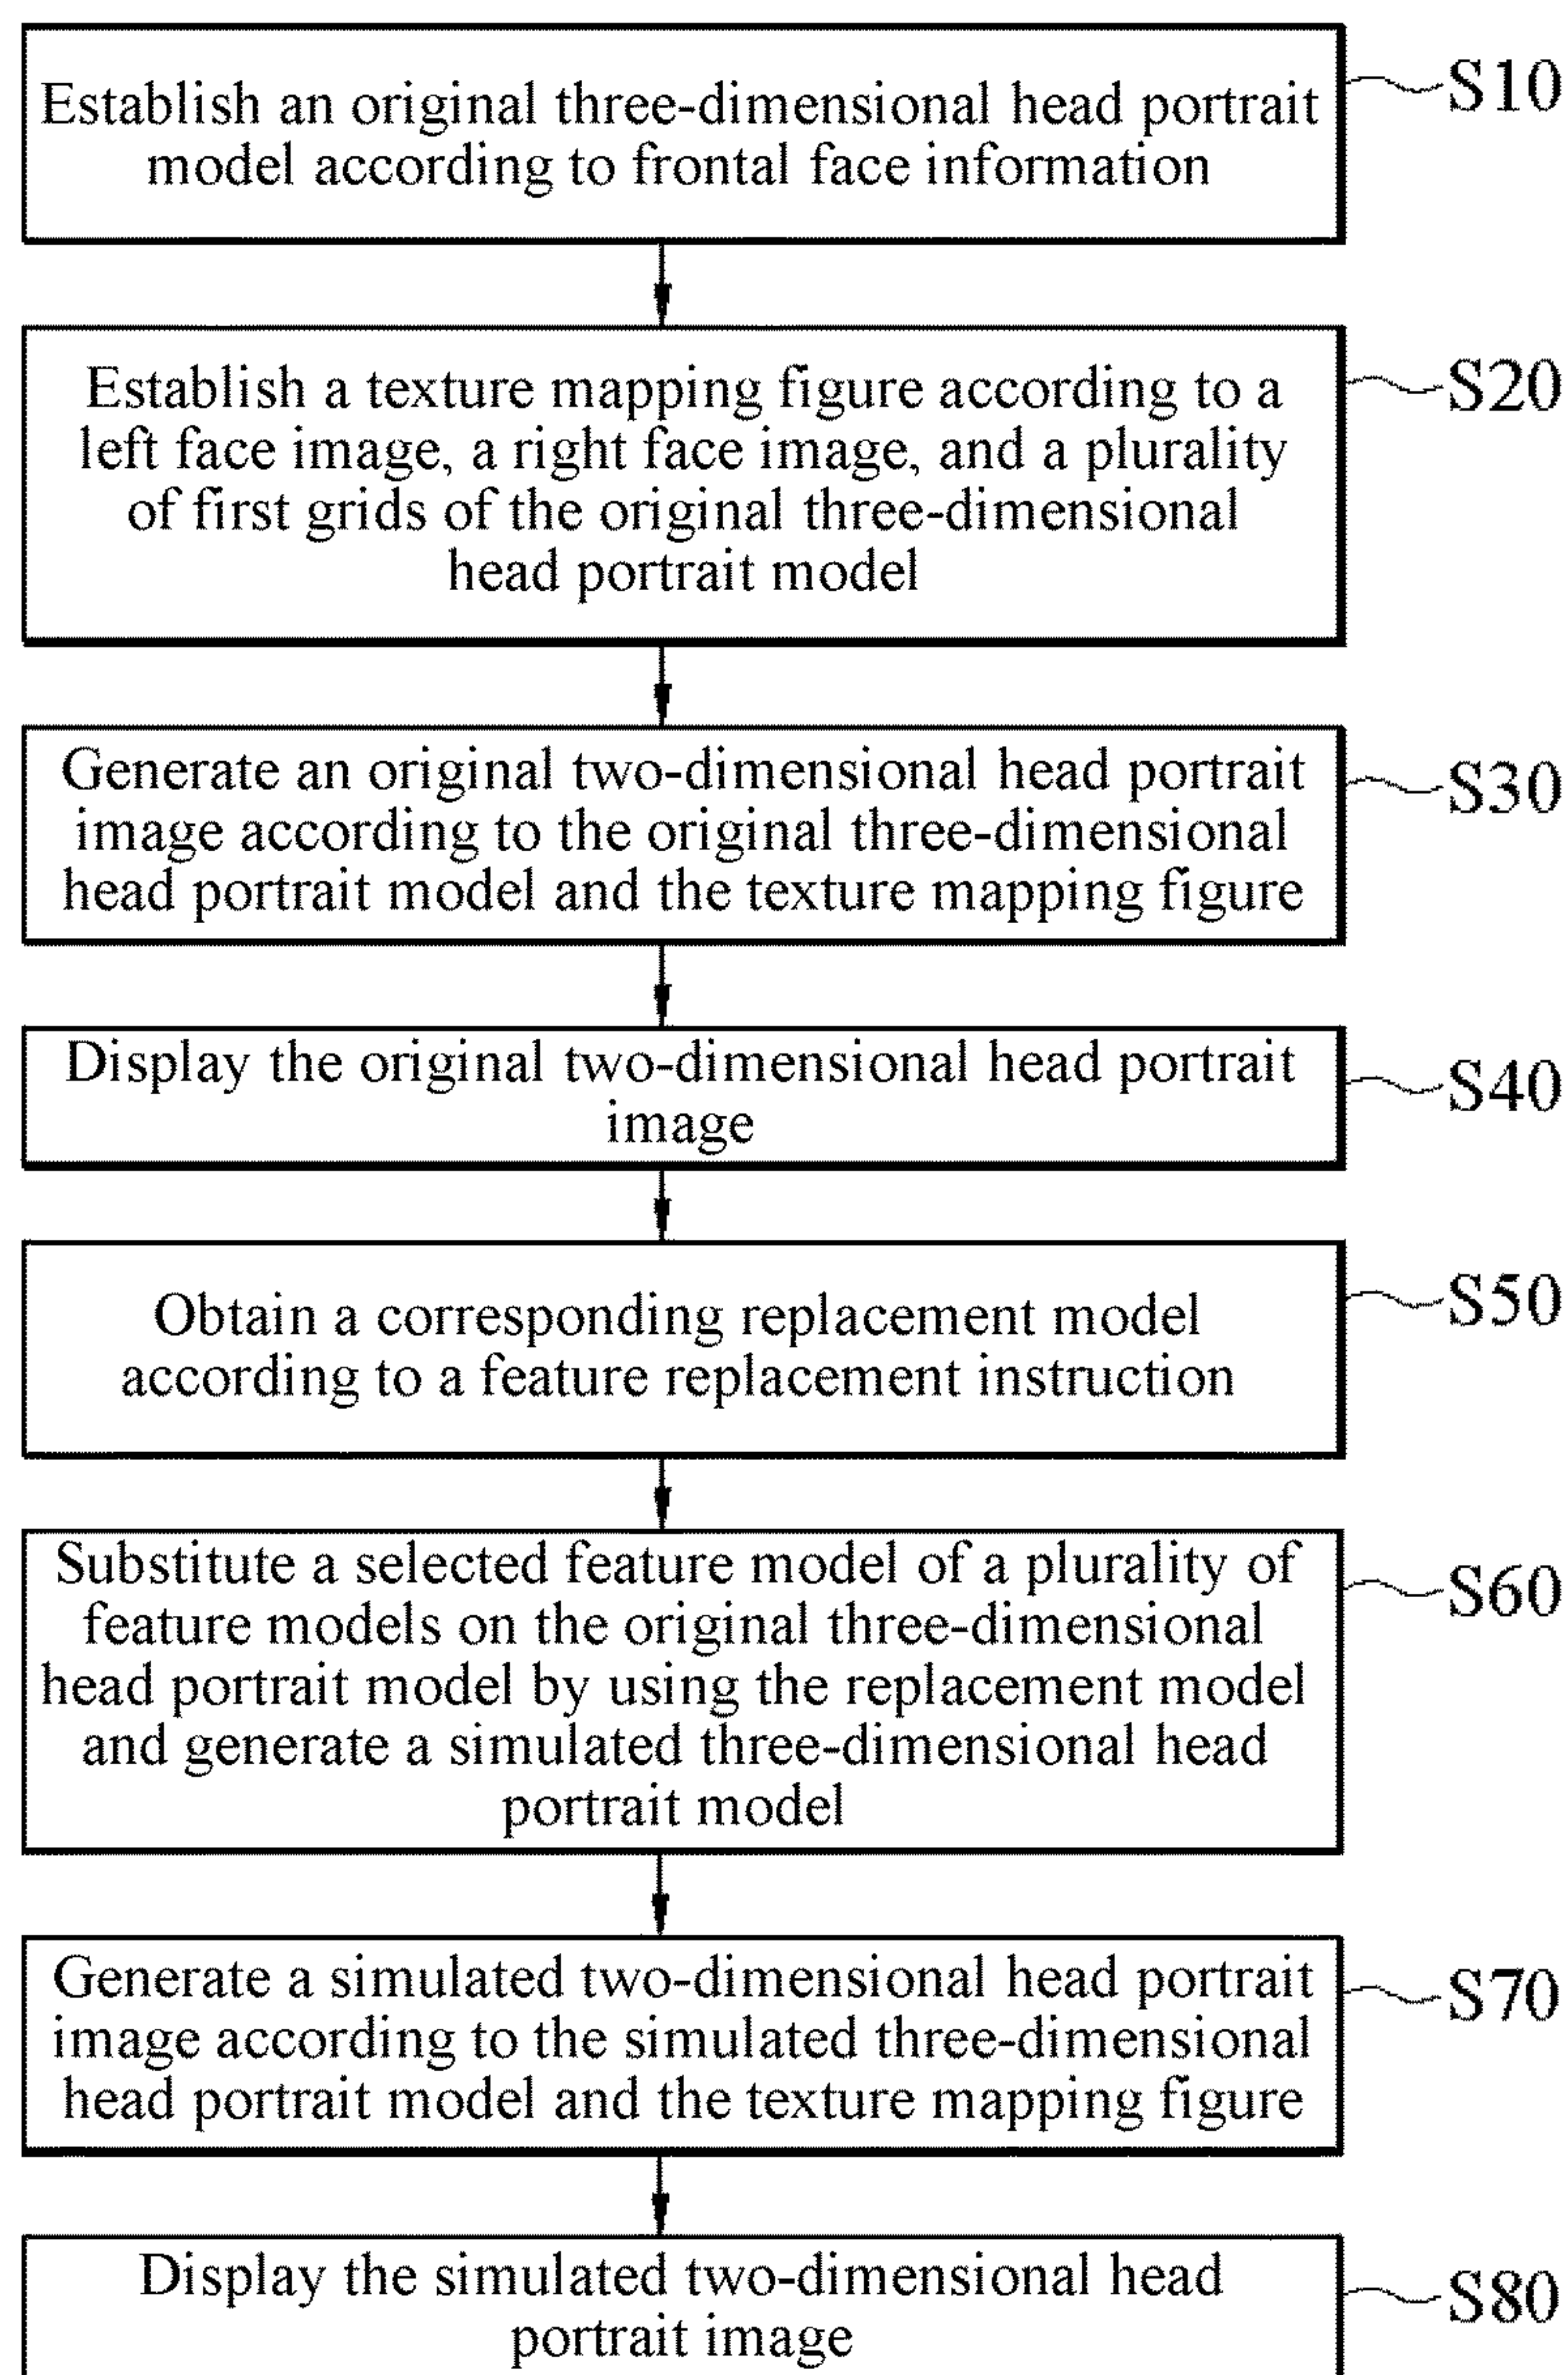 Establish an original three-dimensional head portrait
model according to frontal face information
S10
Establish a texture mapping figure according to a
left face image, a right face image, and a plurality
of first grids of the original three-dimensional
head portrait model
S20
Generate an original two-dimensional head portrait
image according to the original three-dimensional
head portrait model and the texture mapping figure
S30
Display the original two-dimensional head portrait
image
S40
Obtain a corresponding replacement model
according to a feature replacement instruction
S50
Substitute a selected feature model of a plurality of
feature models on the original three-dimensional
head portrait model by using the replacement model
and generate a simulated three-dimensional head
portrait model
S60
Generate a simulated two-dimensional head portrait
image according to the simulated three-dimensional
head portrait model and the texture mapping figure
S70
Display the simulated two-dimensional head
portrait image
S80